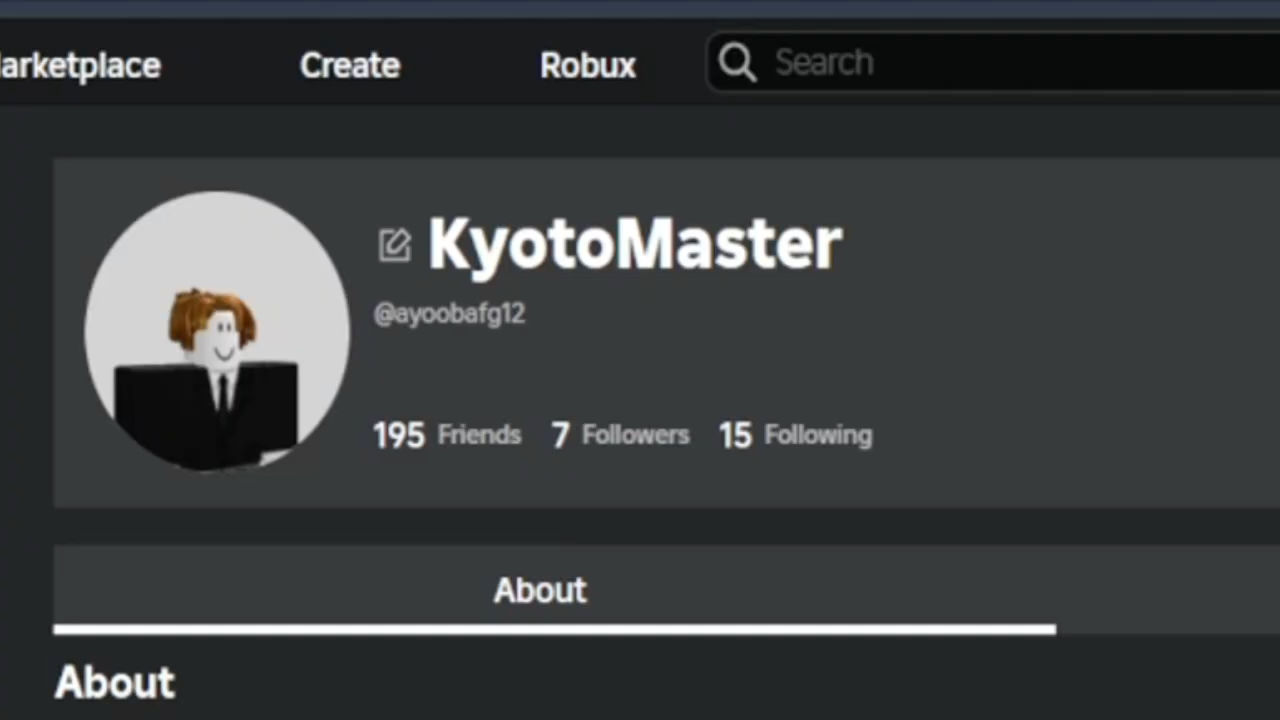 arketplace Create Robux Search
KyotoMaster
@ayoobafg12
195 Friends 7 Followers 15 Following
About
About